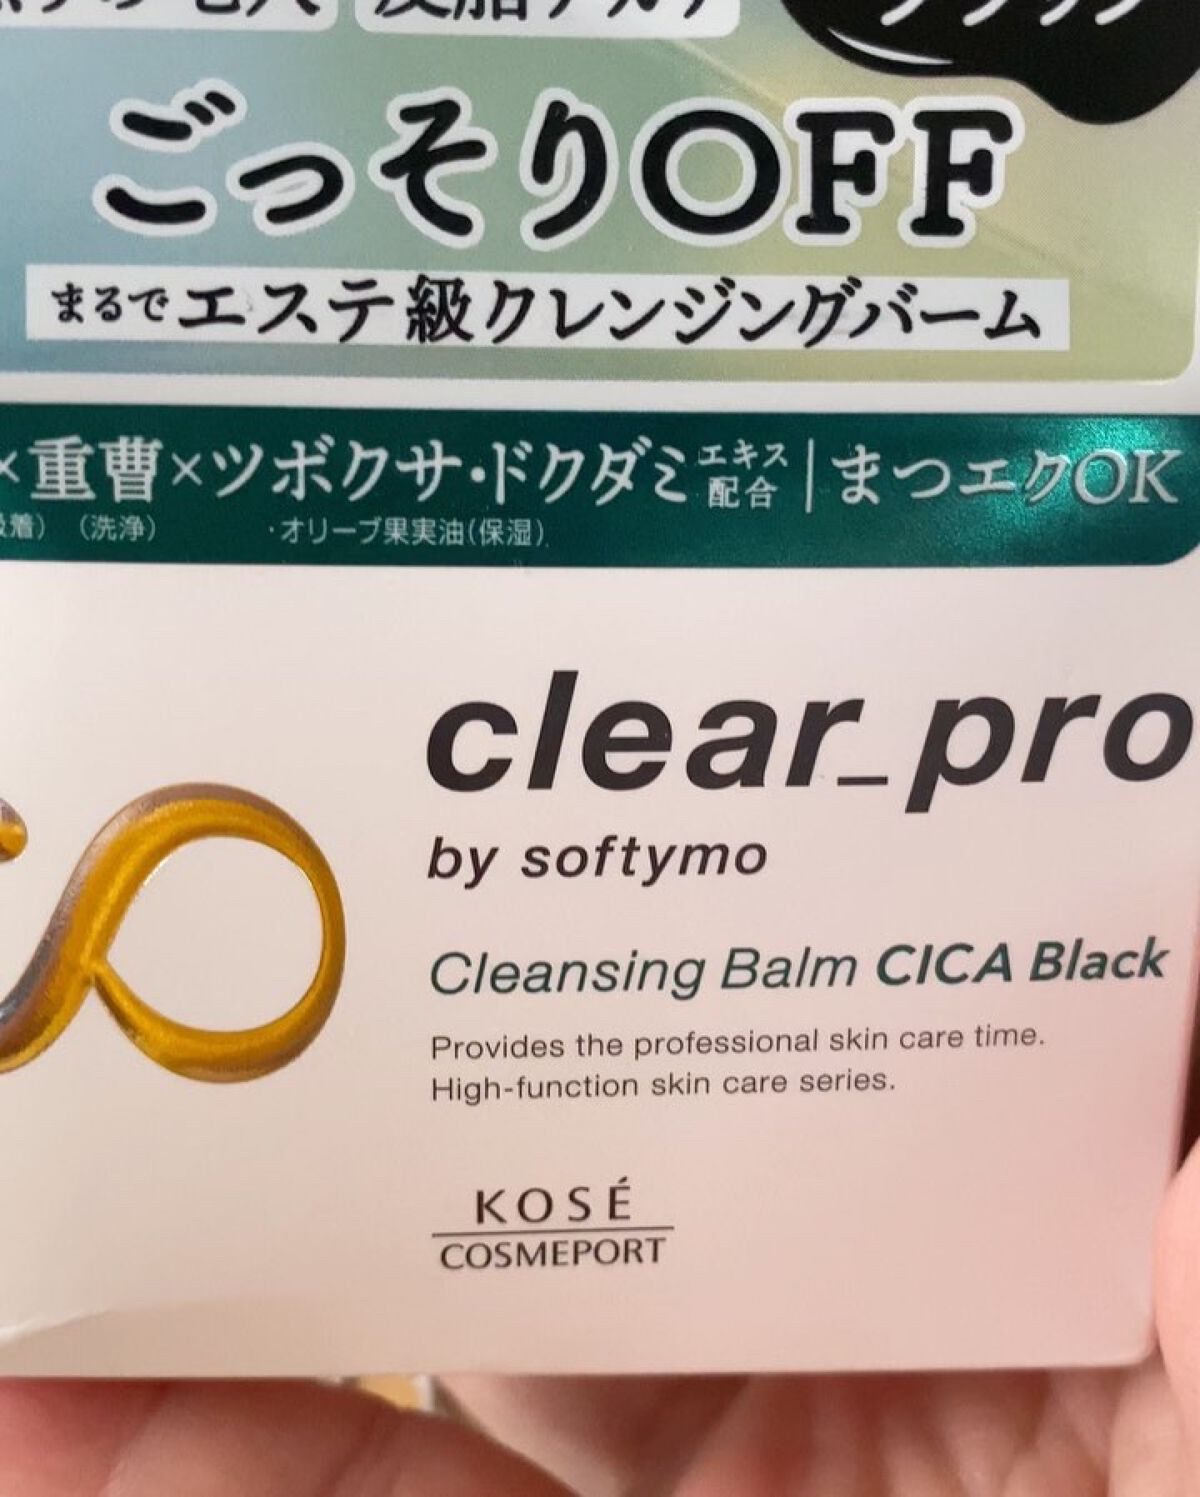 ごっそりOFF
まるでエステ級クレンジングバーム
×重曹×ツボクサ・ドクダミエキス配合|まつエクOK
着) (洗浄) ・オリーブ果実油(保湿)
clear_pro
by softymo
Cleansing Balm CICA Black
Provides the professional skin care time.
High-function skin care series.
KOSÉ
COSMEPORT